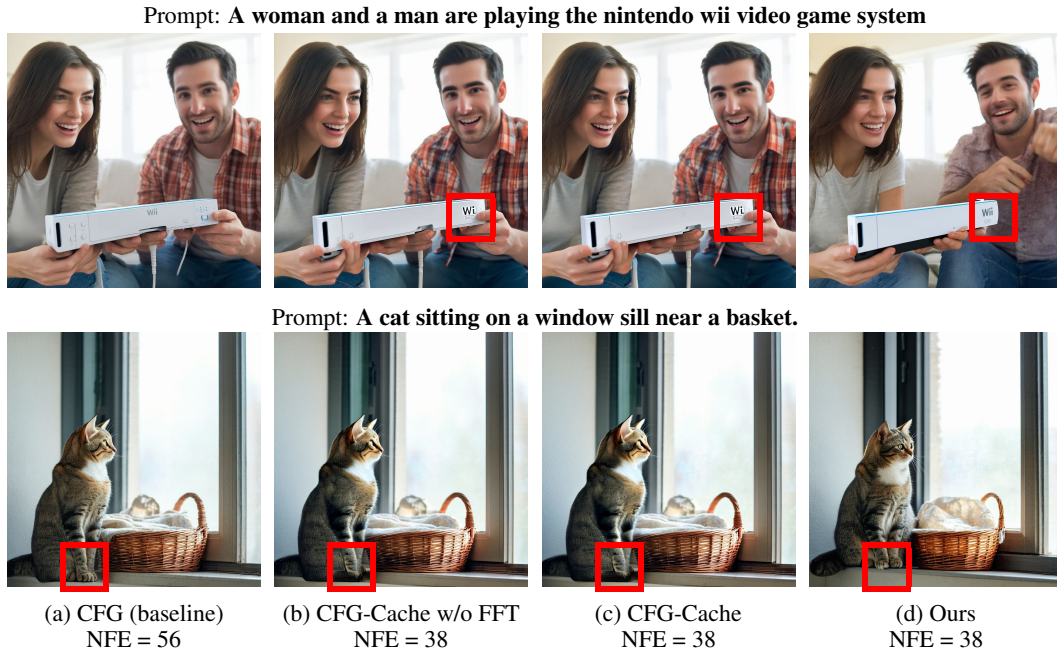 Prompt: A woman and a man are playing the nintendo wii video game system
Wii
Wi
Wi
Wii
Prompt: A cat sitting on a window sill near a basket.
(a) CFG (baseline)
NFE = 56
(b) CFG-Cache w/o FFT
NFE = 38
(c) CFG-Cache
NFE = 38
(d) Ours
NFE = 38